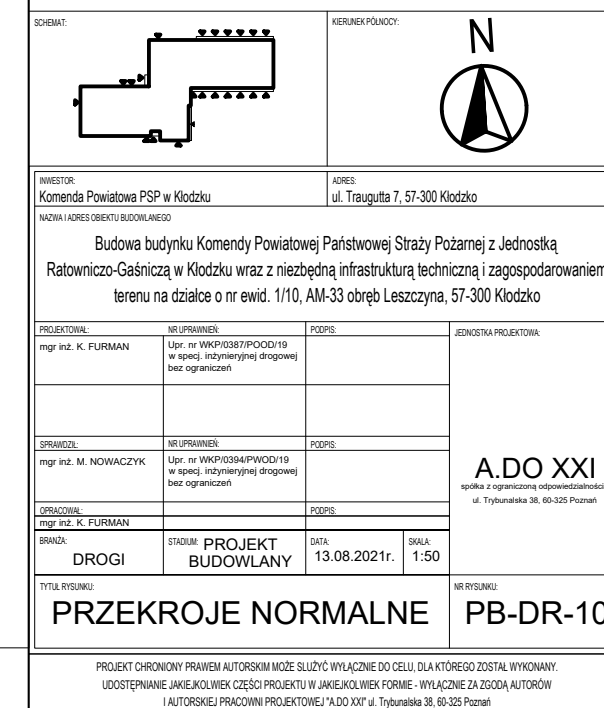 SCHEMAT:
KIERUNEK PÓŁNOCY:
N
INWESTOR:
Komenda Powiatowa PSP w Kłodzku
ADRES:
ul. Traugutta 7, 57-300 Kłodzko
NAZWA I ADRES OBIEKTU BUDOWLANEGO
Budowa budynku Komendy Powiatowej Państwowej Straży Pożarnej z Jednostką
Ratowniczo-Gaśniczą w Kłodzku wraz z niezbędną infrastrukturą techniczną i zagospodarowaniem
terenu na działce o nr ewid. 1/10, AM-33 obręb Leszczyna, 57-300 Kłodzko
PROJEKTOWAŁ:
NR UPRAWNIEŃ:
PODPIS:
JEDNOSTKA PROJEKTOWA:
mgr inż. K. FURMAN
Upr. nr WKP/0387/POOD/19
w specj. inżynieryjnej drogowej
bez ograniczeń
SPRAWDZIŁ:
NR UPRAWNIEŃ:
PODPIS:
mgr inż. M. NOWACZYK
Upr. nr WKP/0394/PWOD/19
w specj. inżynieryjnej drogowej
bez ograniczeń
A.DO XXI
spółka z ograniczoną odpowiedzialności
ul. Trybunalska 38, 60-325 Poznań
OPRACOWAŁ:
PODPIS:
mgr inż. K. FURMAN
BRANŻA:
DROGI
STADIUM: PROJEKT
BUDOWLANY
DATA:
13.08.2021r.
SKALA:
1:50
TYTUŁ RYSUNKU:
PRZEKROJE NORMALNE
NR RYSUNKU:
PB-DR-10
PROJEKT CHRONIONY PRAWEM AUTORSKIM MOŻE SŁUŻYĆ WYŁĄCZNIE DO CELU, DLA KTÓREGO ZOSTAŁ WYKONANY.
UDOSTĘPNIANIE JAKIEJKOLWIEK CZĘŚCI PROJEKTU W JAKIEJKOLWIEK FORMIE - WYŁĄCZNIE ZA ZGODĄ AUTORÓW
I AUTORSKIEJ PRACOWNI PROJEKTOWEJ "A.DO XXI" ul. Trybunalska 38, 60-325 Poznań